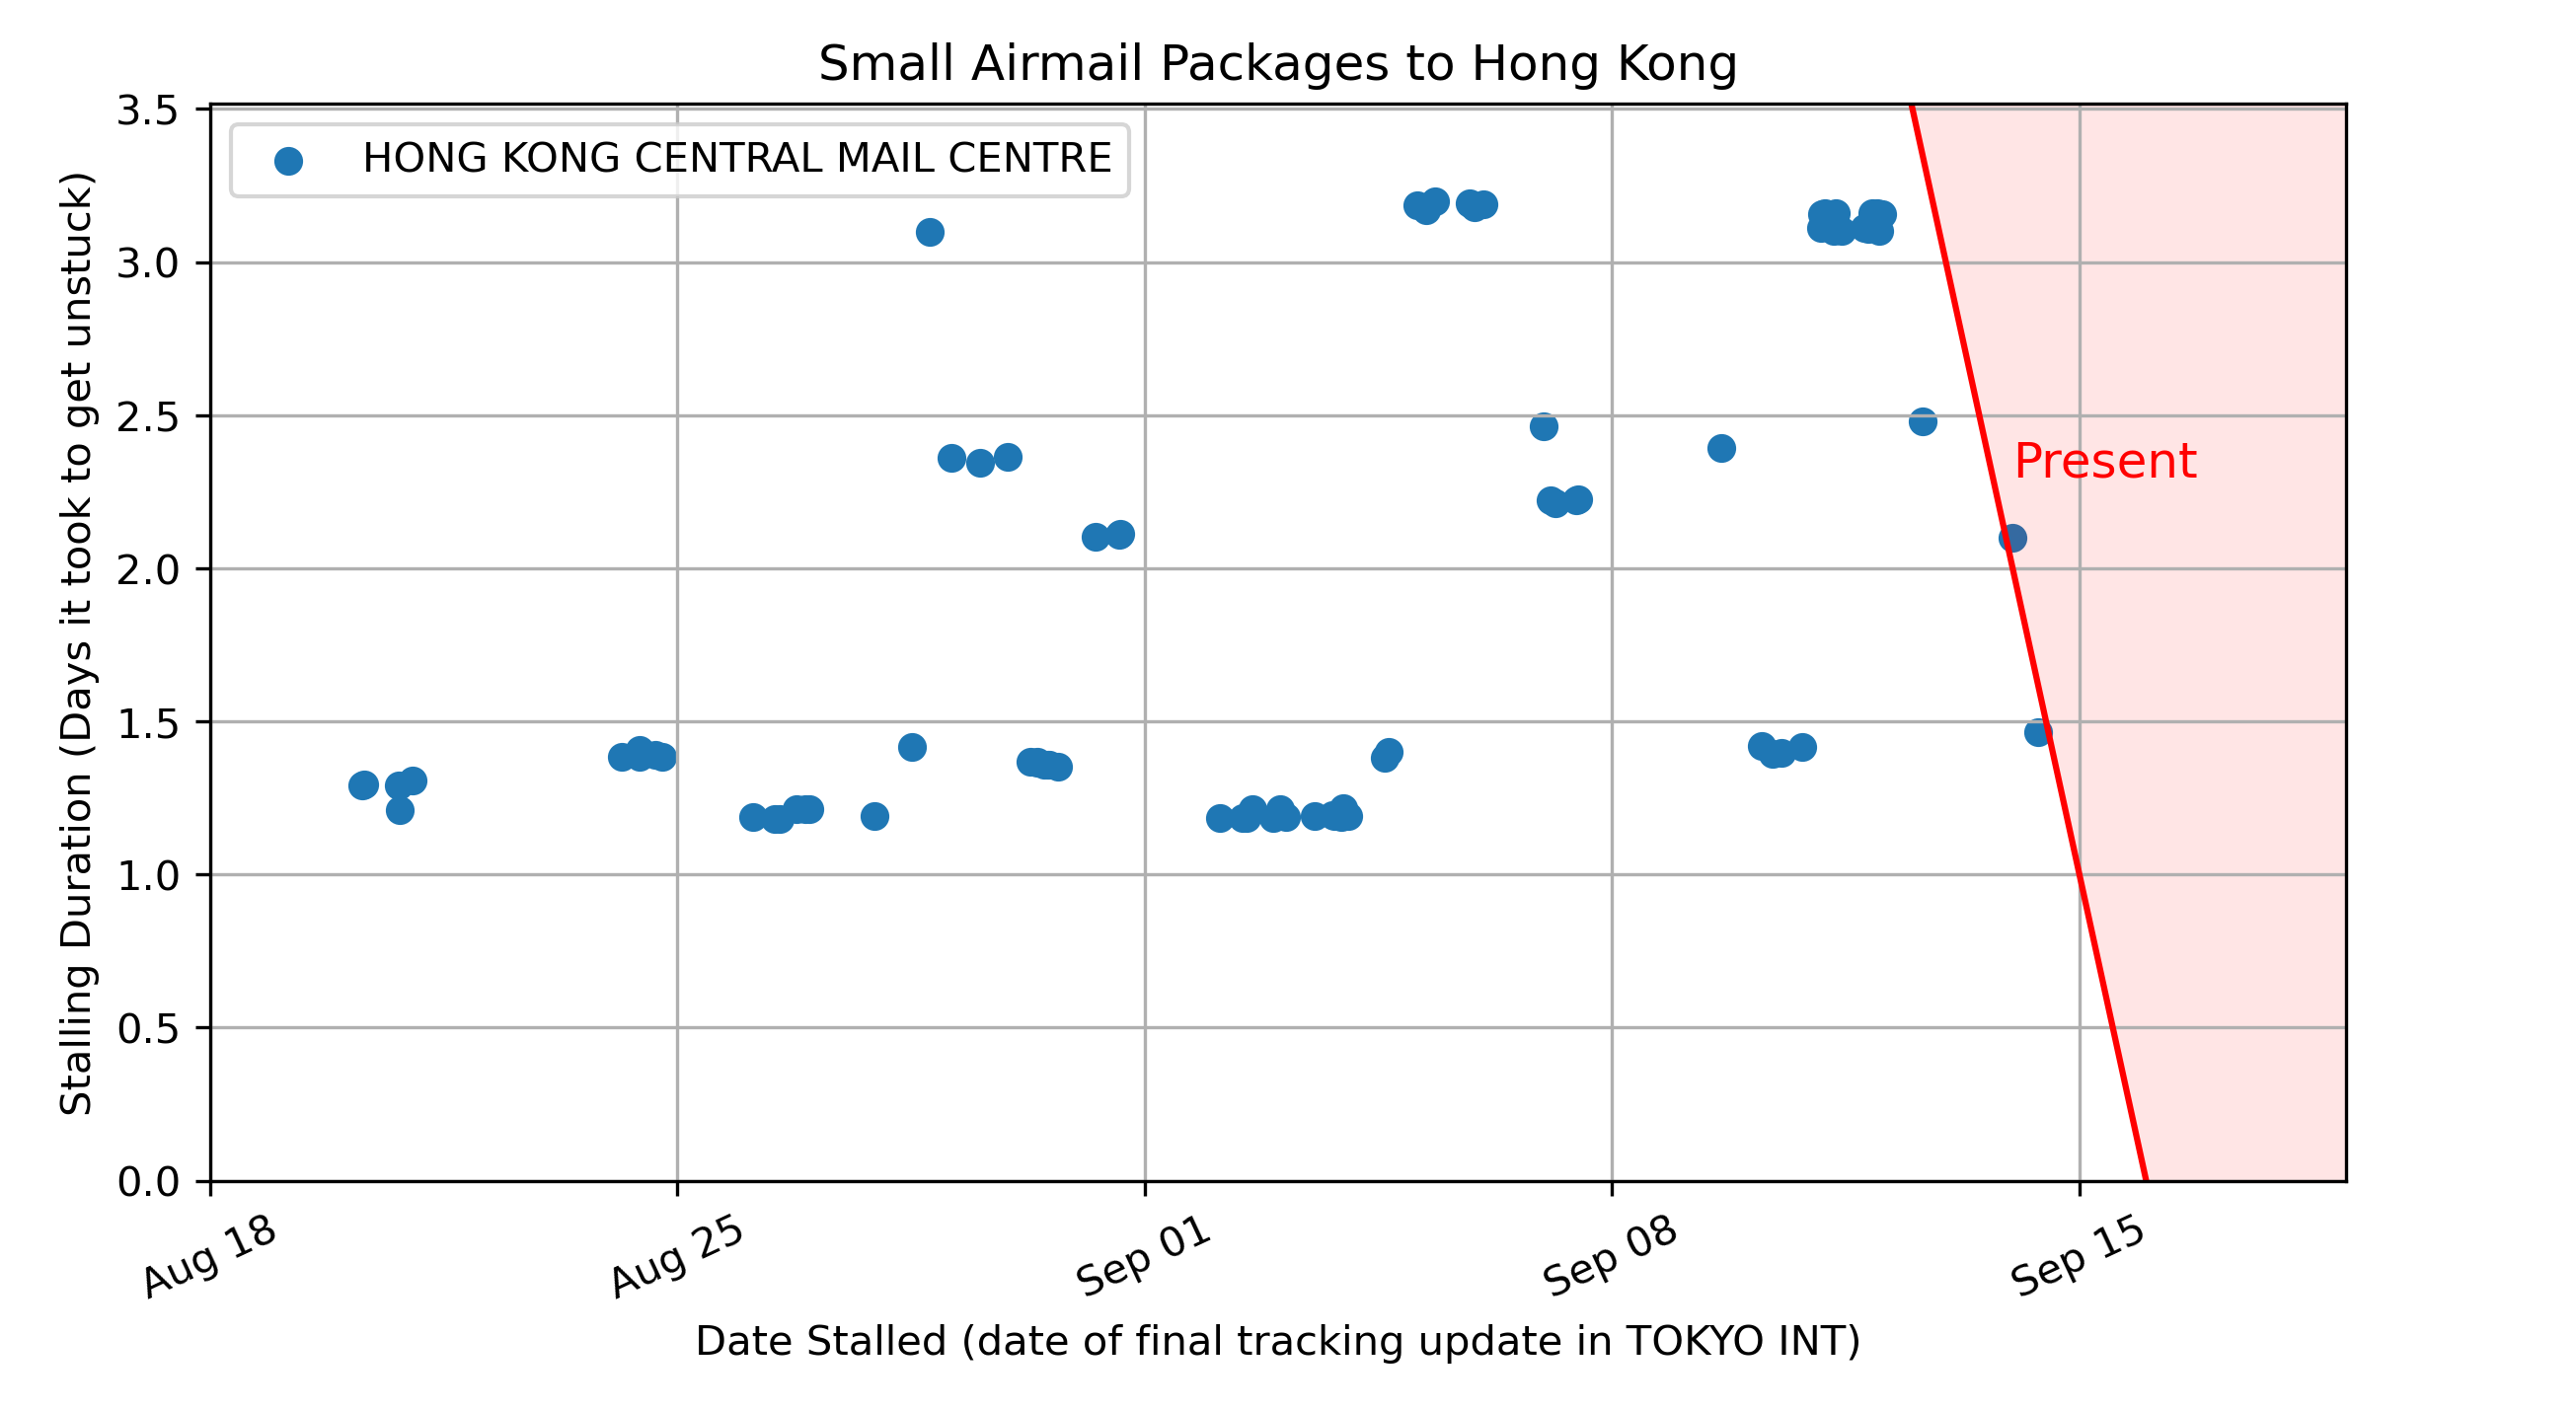 Small Airmail Packages to Hong Kong
HONG KONG CENTRAL MAIL CENTRE
Present
Stalling Duration (Days it took to get unstuck)
3.5
3.0
2.5
2.0
1.5
1.0
0.5
0.0
Aug 18
Aug 25
Sep 01
Sep 08
Sep 15
Date Stalled (date of final tracking update in TOKYO INT)